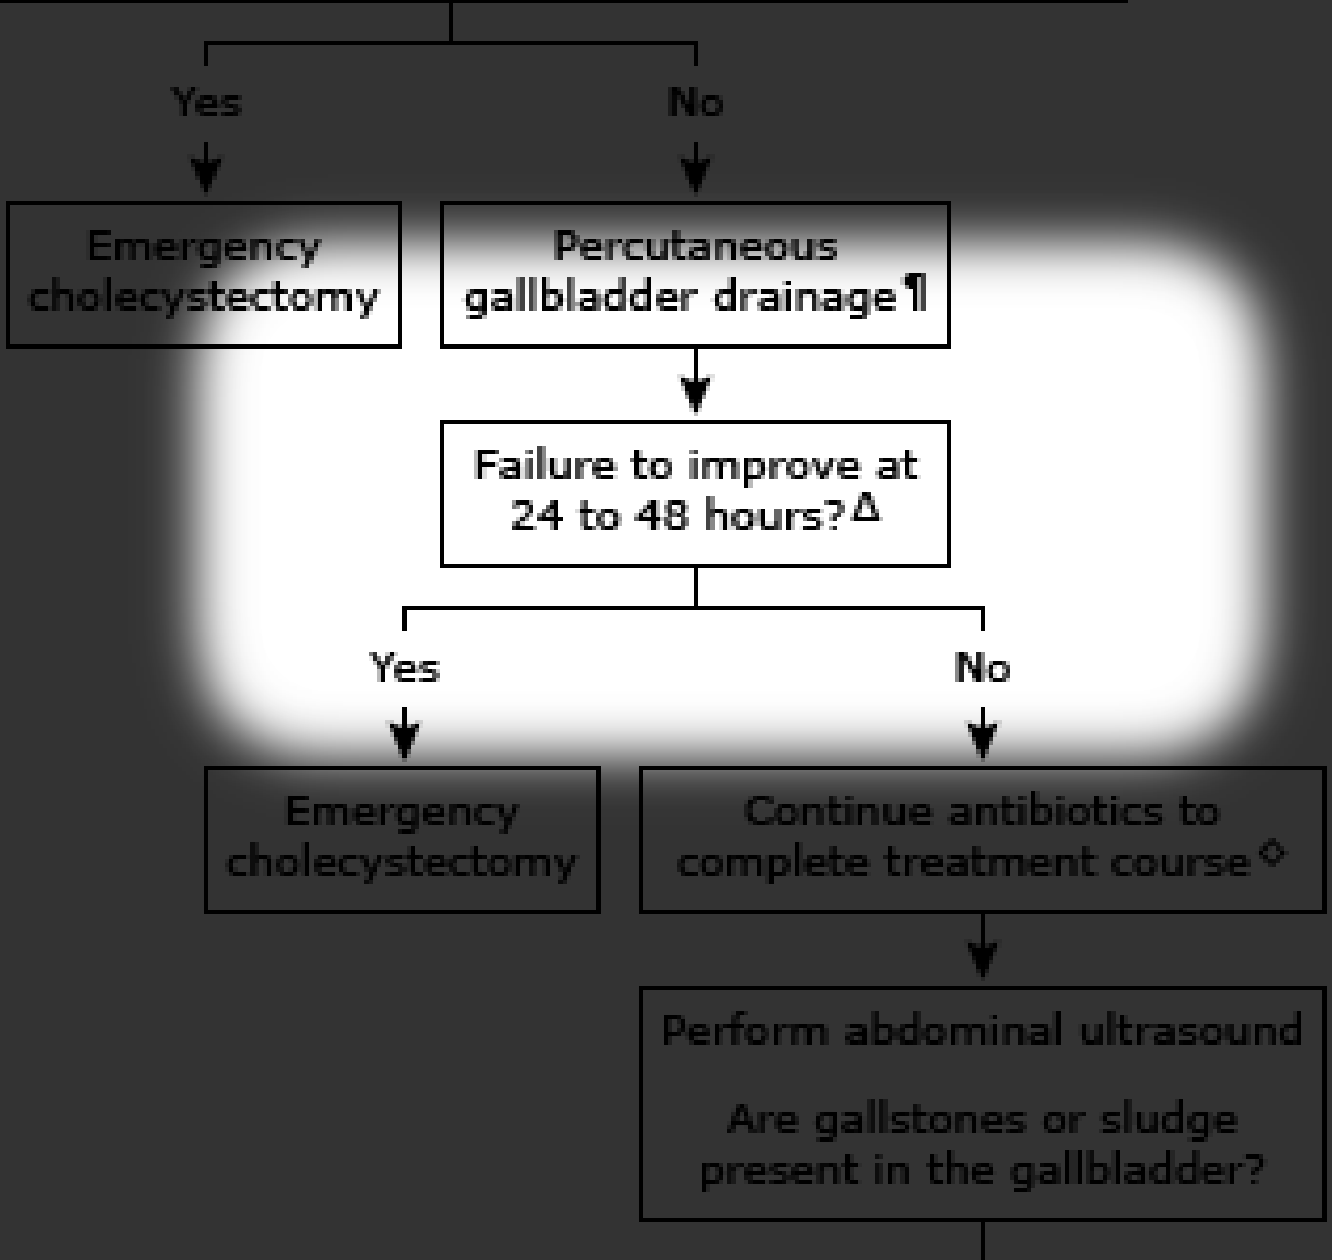 Yes
No
Emergency
cholecystectomy
Percutaneous
gallbladder drainage¶
Failure to improve at
24 to 48 hours?Δ
Yes
No
Emergency
cholecystectomy
Continue antibiotics to
complete treatment course◇
Perform abdominal ultrasound
Are gallstones or sludge
present in the gallbladder?